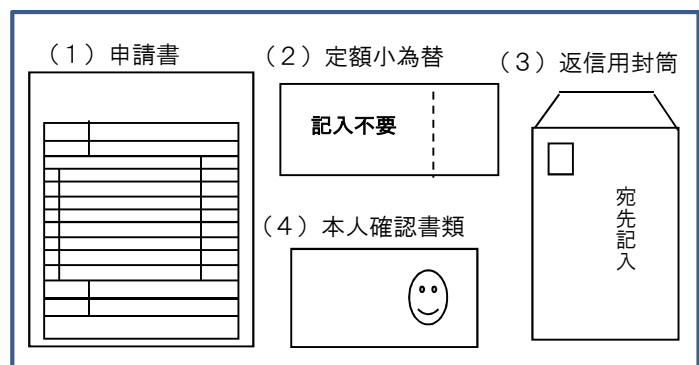 （１）申請書
（２）定額小為替
記入不要
（３）返信用封筒
宛先記入
（４）本人確認書類